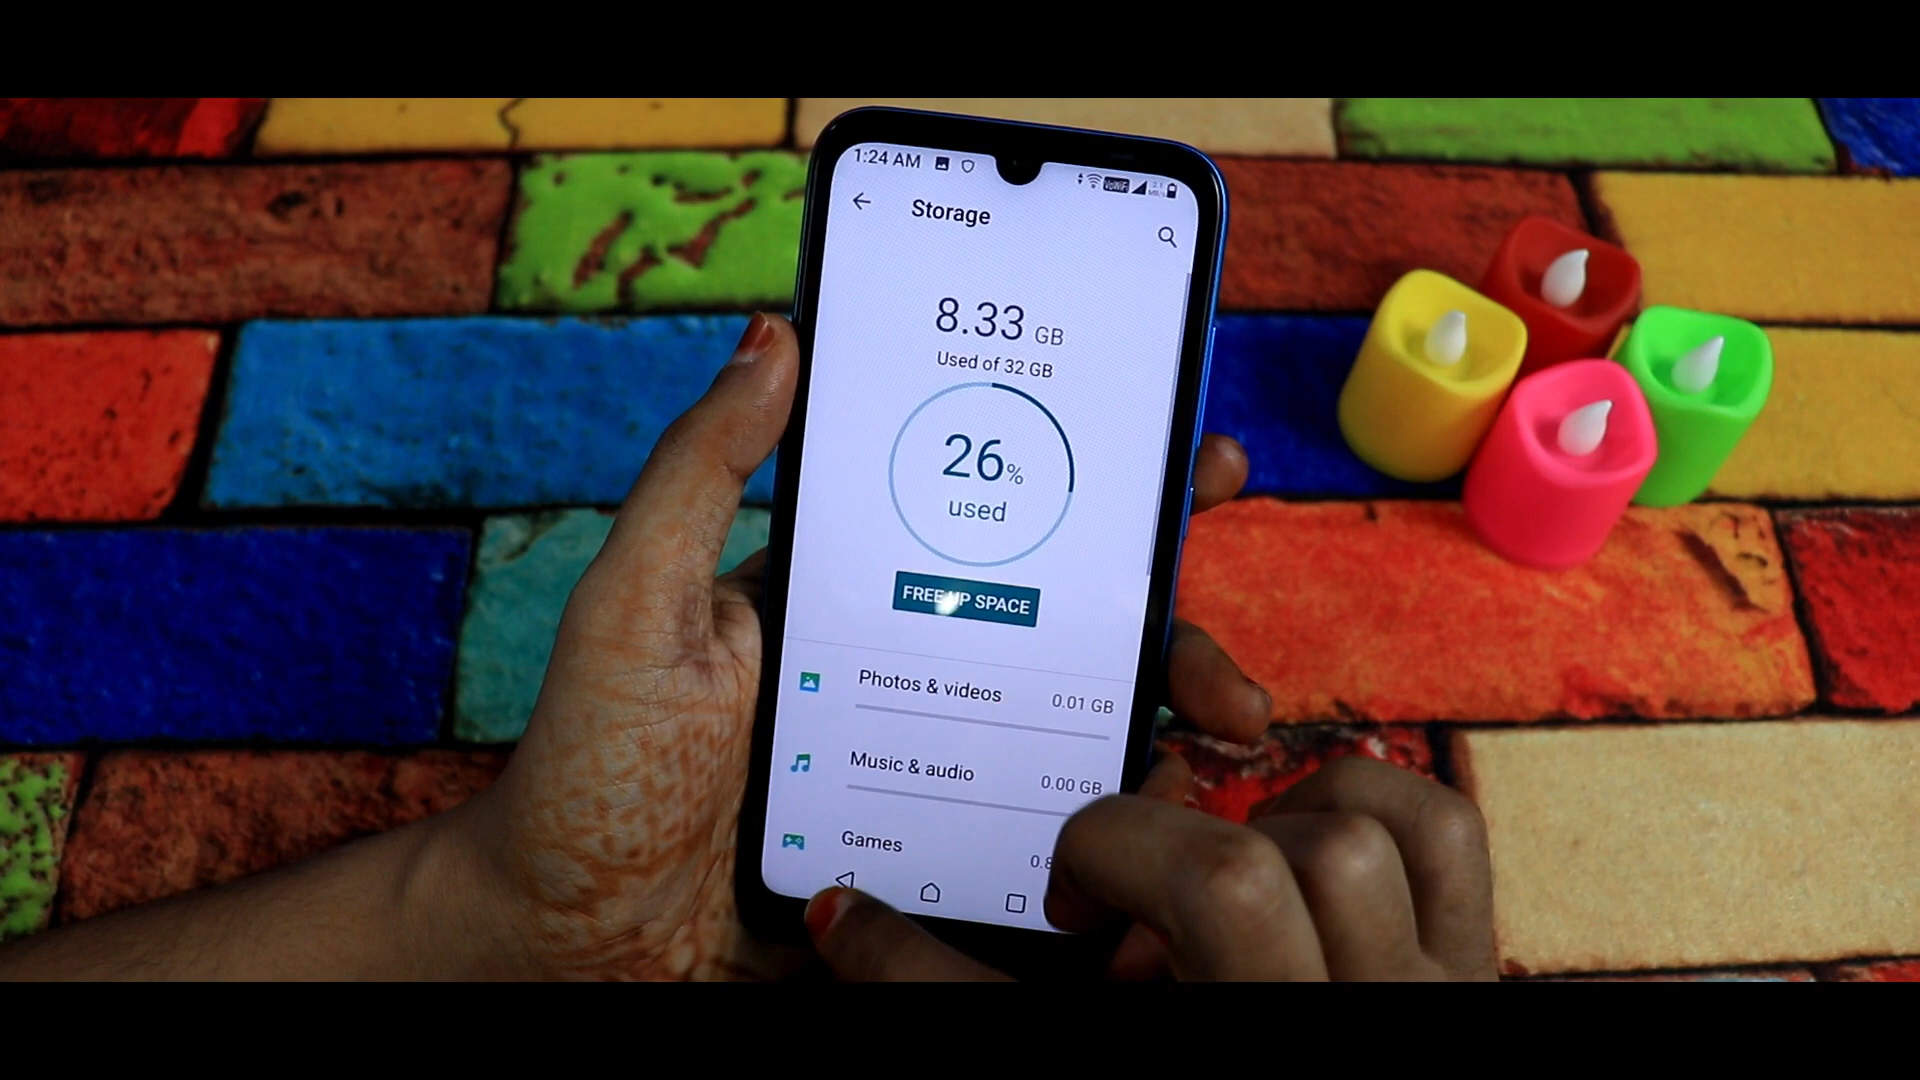 1:24 AM
VoWiFi
Storage
8.33 GB
Used of 32 GB
26%
used
FREE UP SPACE
Photos & videos 0.01 GB
Music & audio 0.00 GB
Games